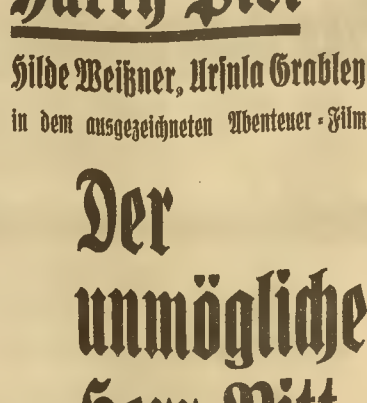 Harry Piel
Hilde Weißner, Ursula Grabley
in dem ausgezeichneten Abenteuer-Film
Der
unmögliche
Herr Pitt